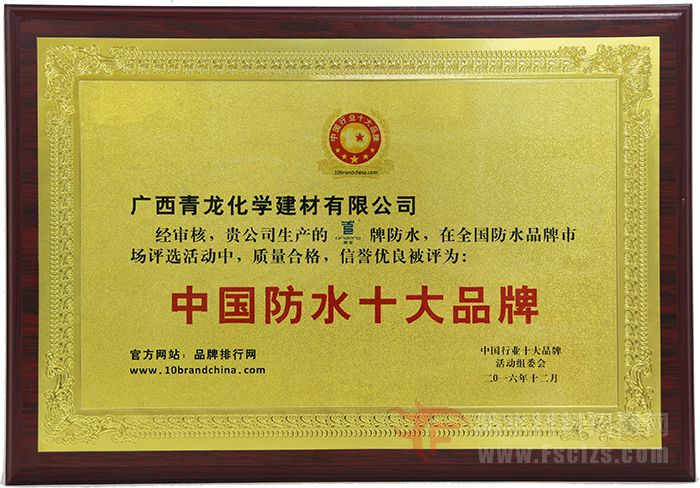 中国行业十大品牌
10brandchina.com
广西青龙化学建材有限公司
经审核，贵公司生产的 牌防水，在全国防水品牌市
场评选活动中，质量合格，信誉优良被评为：
中国防水十大品牌
官方网站：品牌排行网
www.10brandchina.com
中国行业十大品牌
活动组委会
二〇一六年十二月
www.fsclzs.com